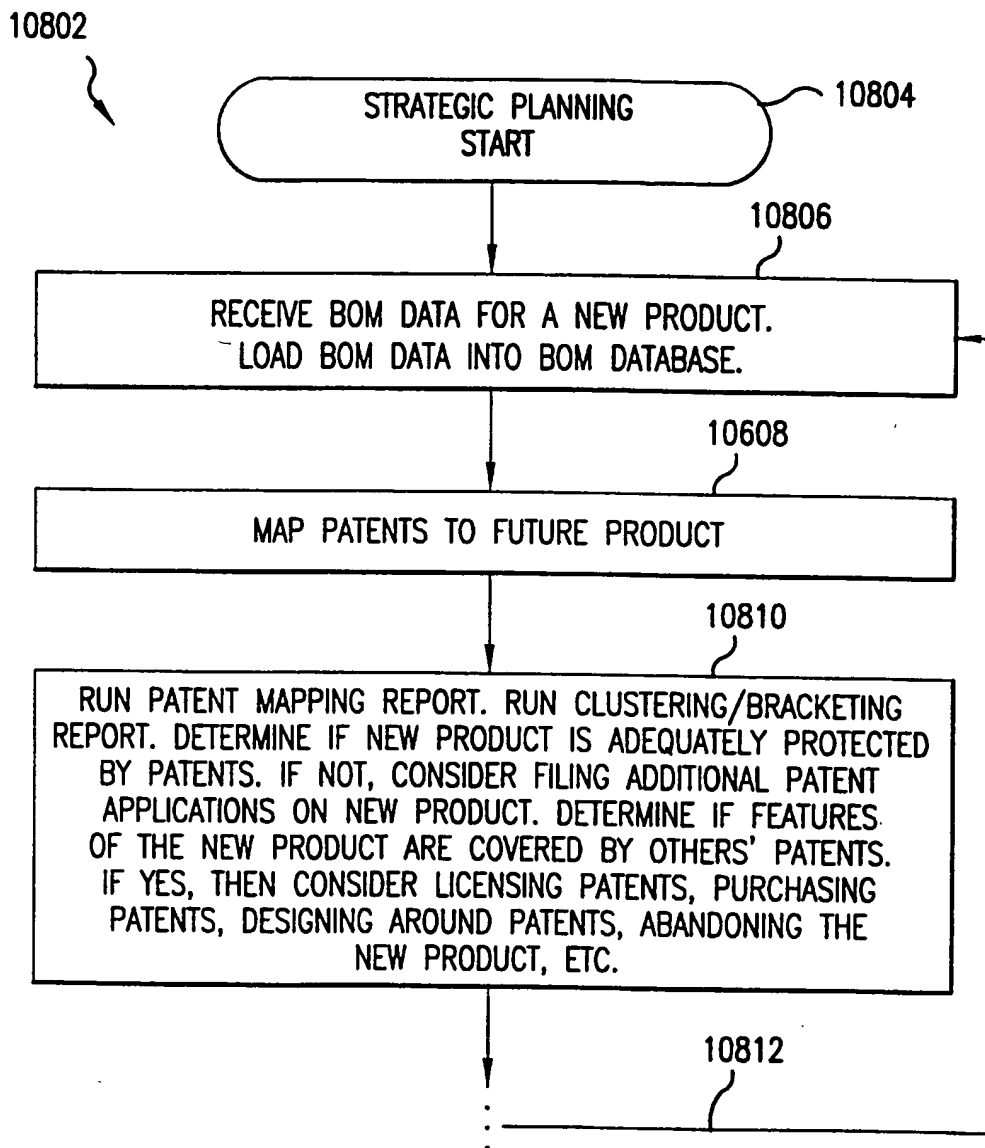 10802
STRATEGIC PLANNING
START
10804
10806
RECEIVE BOM DATA FOR A NEW PRODUCT.
LOAD BOM DATA INTO BOM DATABASE.
10608
MAP PATENTS TO FUTURE PRODUCT
10810
RUN PATENT MAPPING REPORT. RUN CLUSTERING/BRACKETING
REPORT. DETERMINE IF NEW PRODUCT IS ADEQUATELY PROTECTED
BY PATENTS. IF NOT, CONSIDER FILING ADDITIONAL PATENT
APPLICATIONS ON NEW PRODUCT. DETERMINE IF FEATURES
OF THE NEW PRODUCT ARE COVERED BY OTHERS' PATENTS.
IF YES, THEN CONSIDER LICENSING PATENTS, PURCHASING
PATENTS, DESIGNING AROUND PATENTS, ABANDONING THE
NEW PRODUCT, ETC.
10812